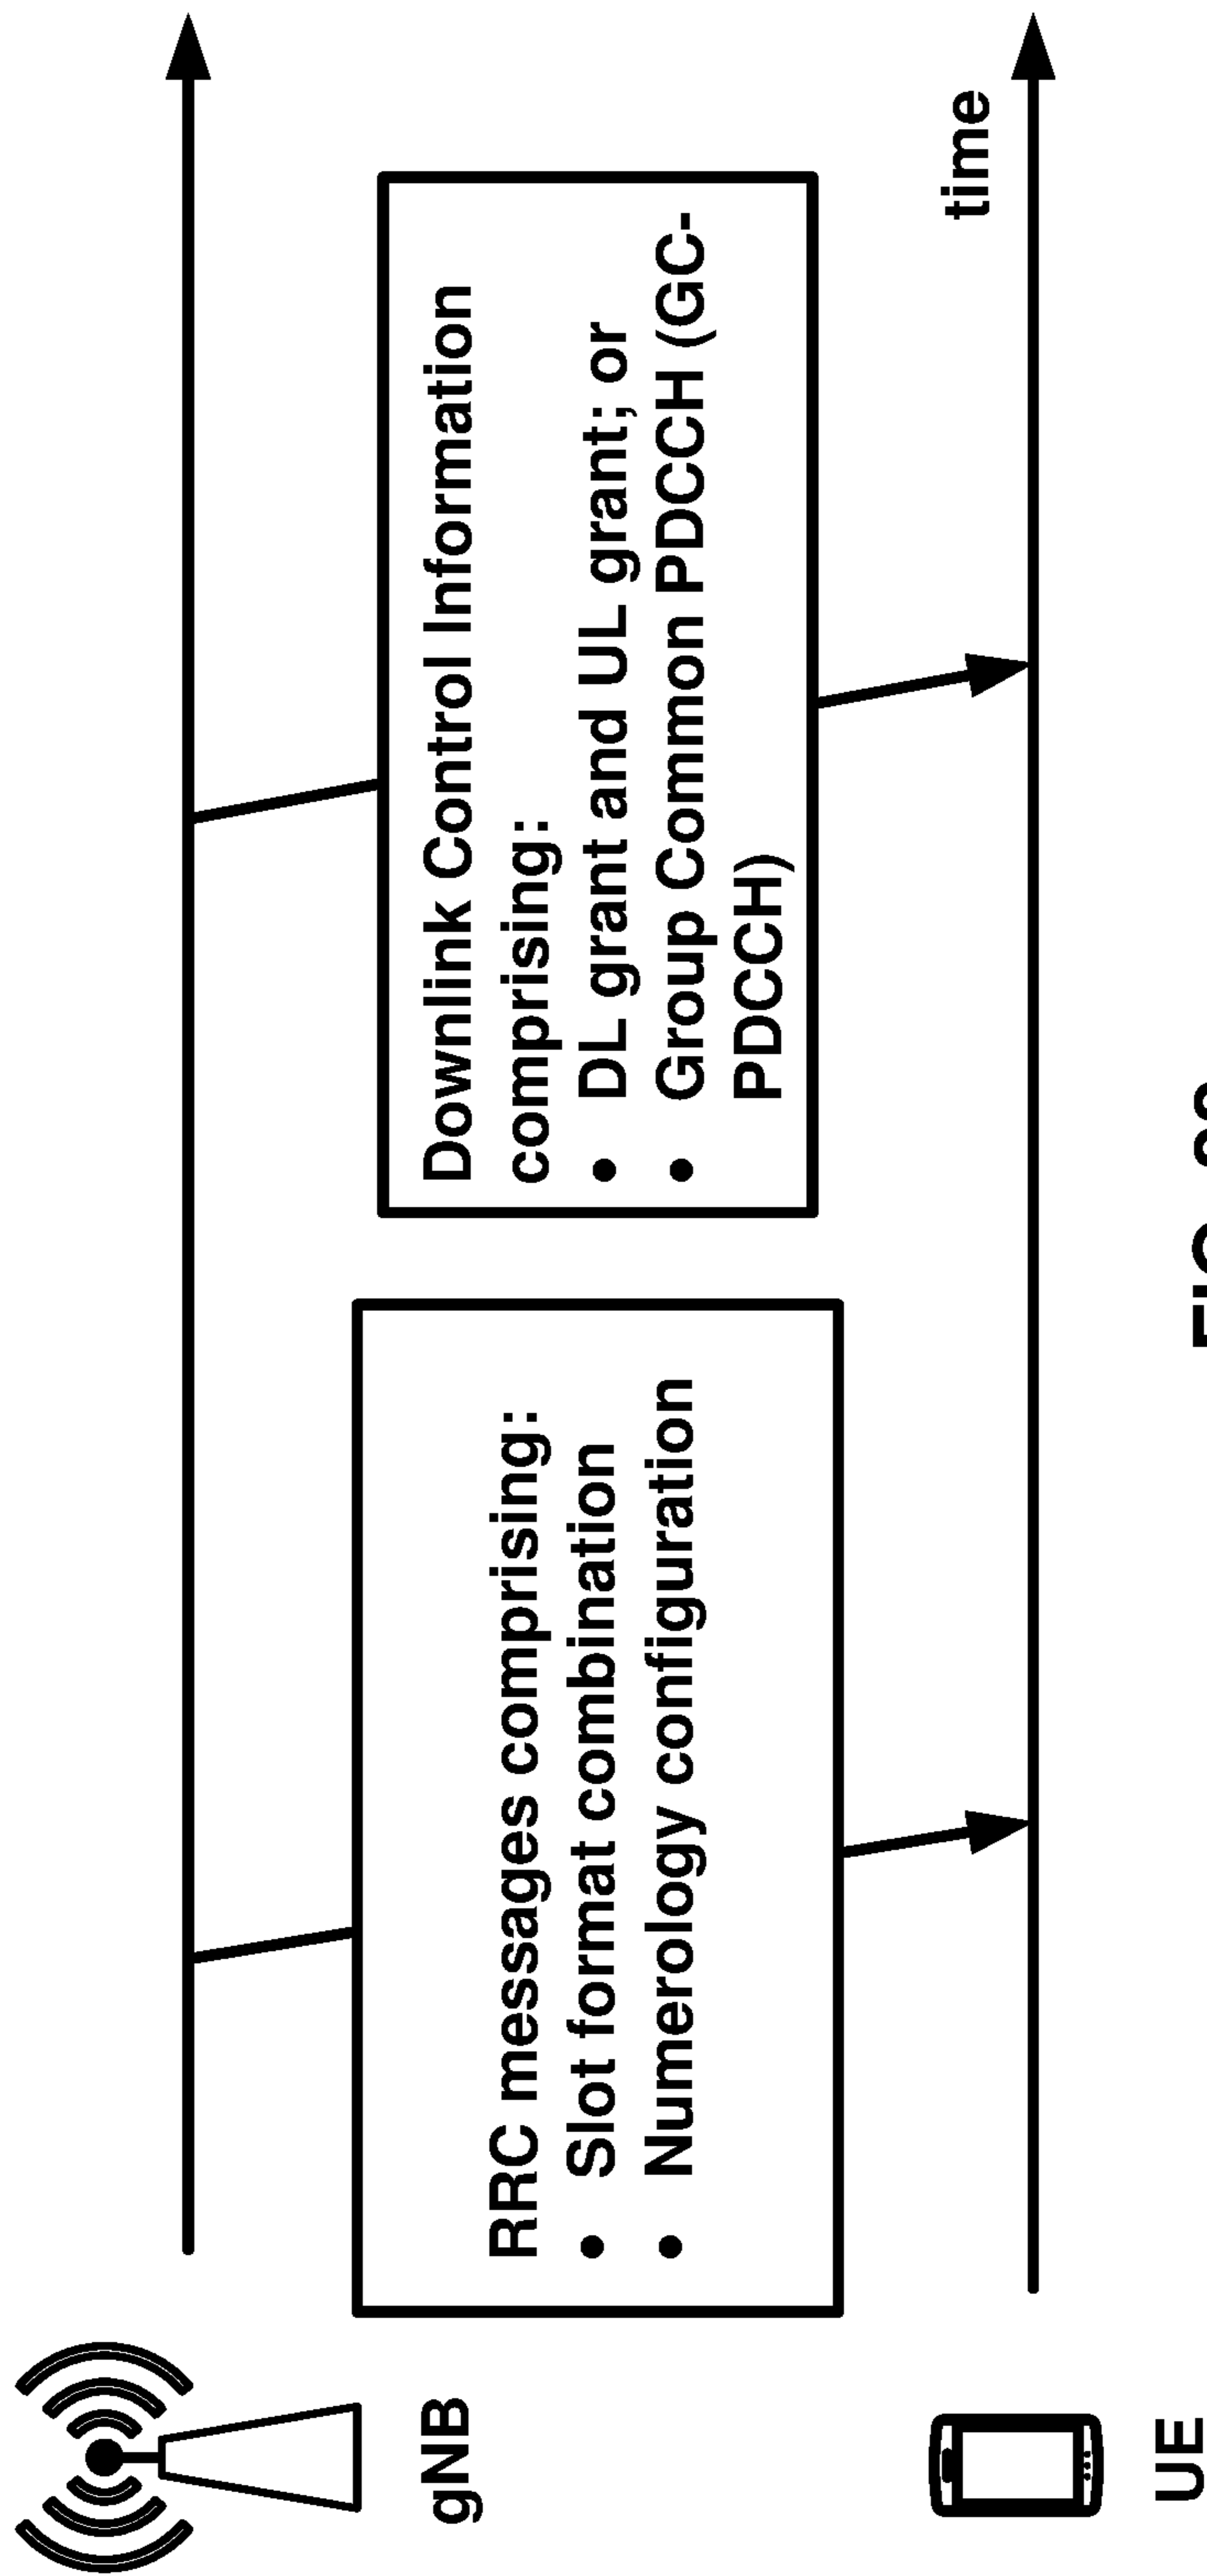 gNB
RRC messages comprising:
• Slot format combination
• Numerology configuration
Downlink Control Information
comprising:
• DL grant and UL grant; or
• Group Common PDCCH (GC-
PDCCH)
time
UE